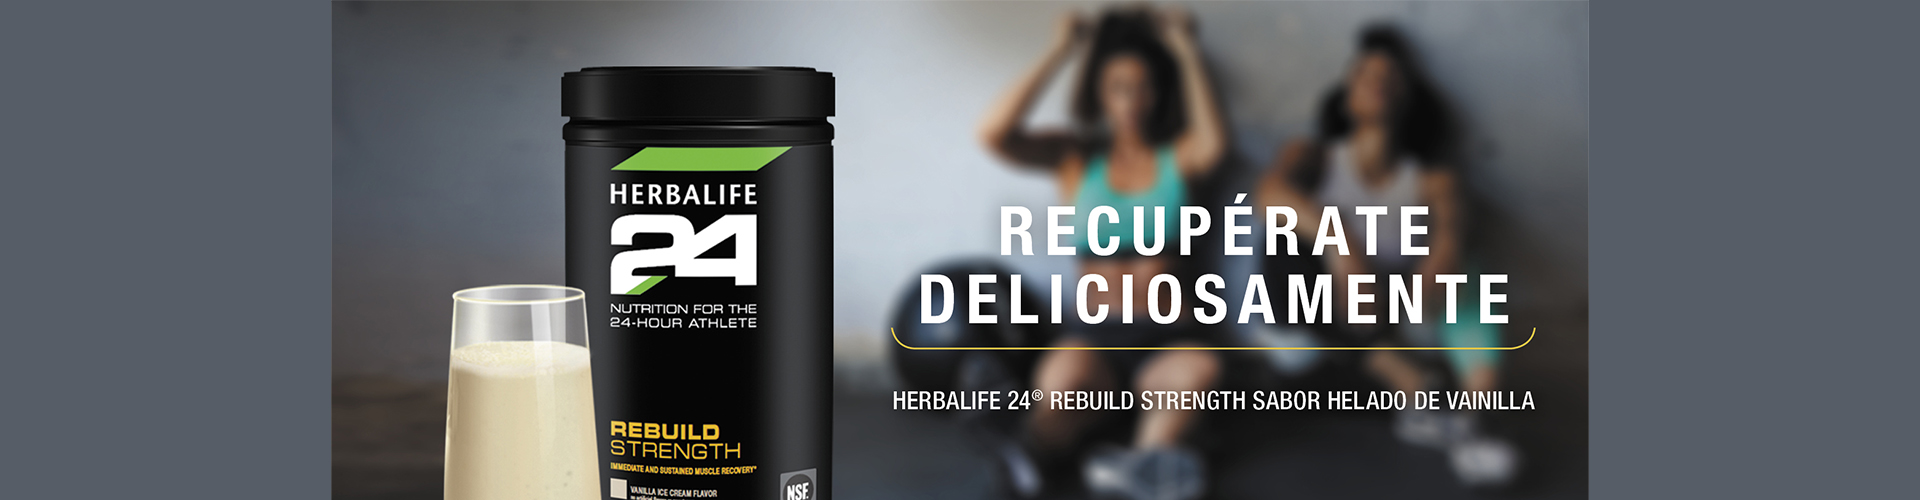 HERBALIFE
24
NUTRITION FOR THE
24-HOUR ATHLETE
REBUILD
STRENGTH
IMMEDIATE AND SUSTAINED MUSCLE RECOVERY*
VANILLA ICE CREAM FLAVOR
NSF
RECUPÉRATE
DELICIOSAMENTE
HERBALIFE 24® REBUILD STRENGTH SABOR HELADO DE VAINILLA